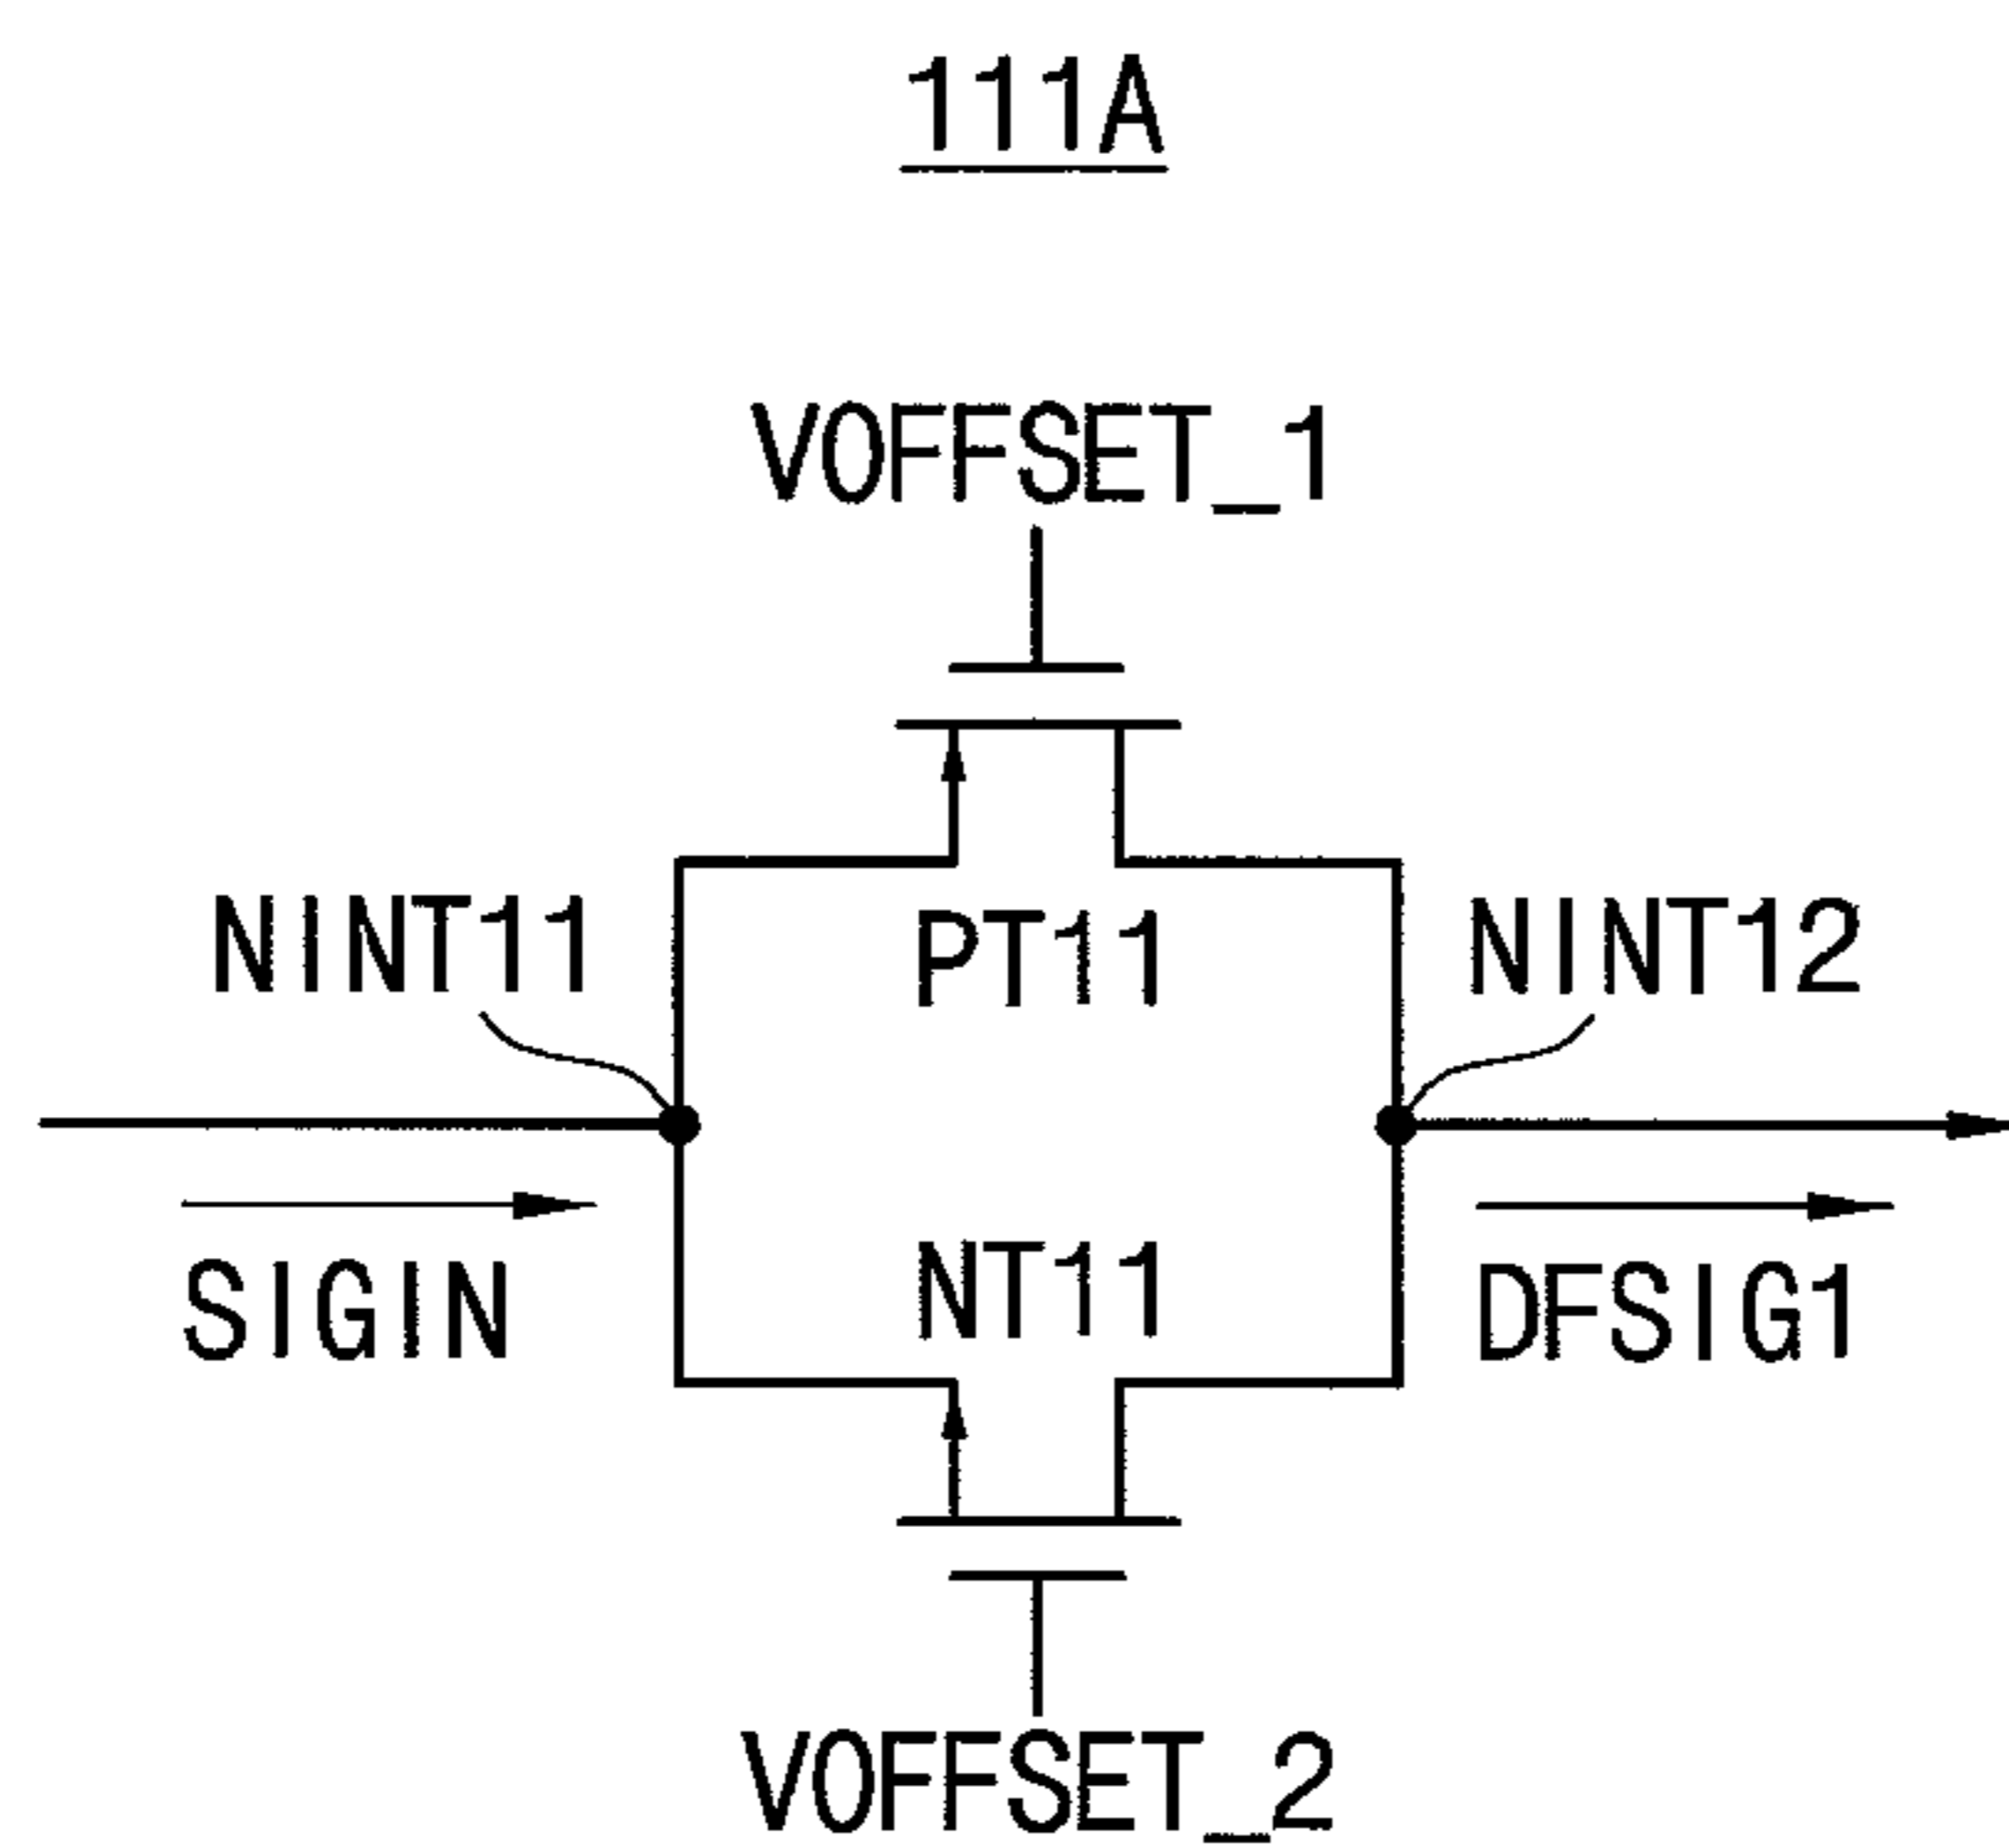 111A
VOFFSET_1
NINT11
PT11
NINT12
SIGIN
NT11
DFSIG1
VOFFSET_2